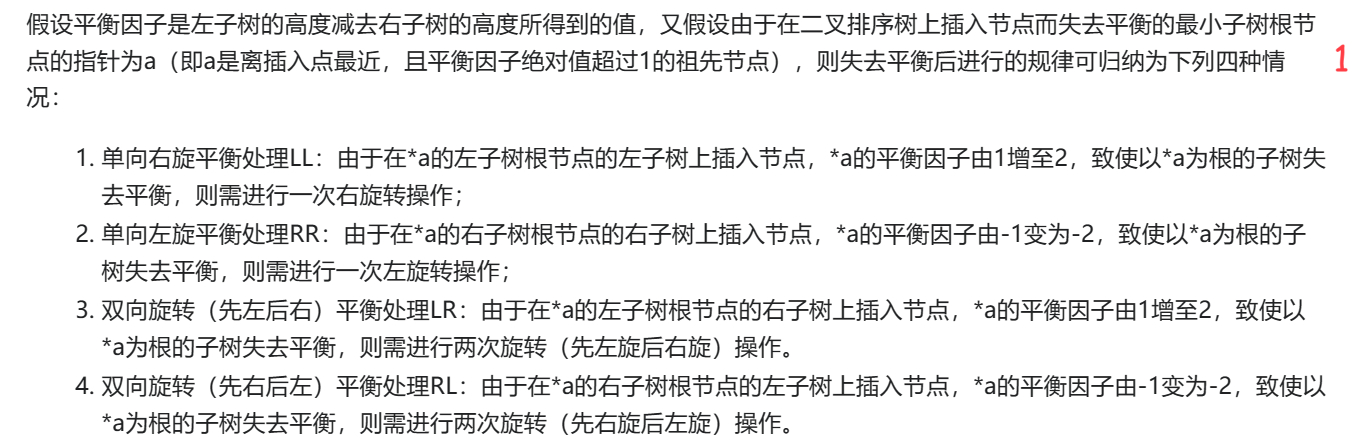 假设平衡因子是左子树的高度减去右子树的高度所得到的值，又假设由于在二叉排序树上插入节点而失去平衡的最小子树根节
点的指针为a（即a是离插入点最近，且平衡因子绝对值超过1的祖先节点），则失去平衡后进行的规律可归纳为下列四种情
况：
1
1. 单向右旋平衡处理LL：由于在*a的左子树根节点的左子树上插入节点，*a的平衡因子由1增至2，致使以*a为根的子树失
去平衡，则需进行一次右旋转操作；
2. 单向左旋平衡处理RR：由于在*a的右子树根节点的右子树上插入节点，*a的平衡因子由-1变为-2，致使以*a为根的子
树失去平衡，则需进行一次左旋转操作；
3. 双向旋转（先左后右）平衡处理LR：由于在*a的左子树根节点的右子树上插入节点，*a的平衡因子由1增至2，致使以
*a为根的子树失去平衡，则需进行两次旋转（先左旋后右旋）操作。
4. 双向旋转（先右后左）平衡处理RL：由于在*a的右子树根节点的左子树上插入节点，*a的平衡因子由-1变为-2，致使以
*a为根的子树失去平衡，则需进行两次旋转（先右旋后左旋）操作。